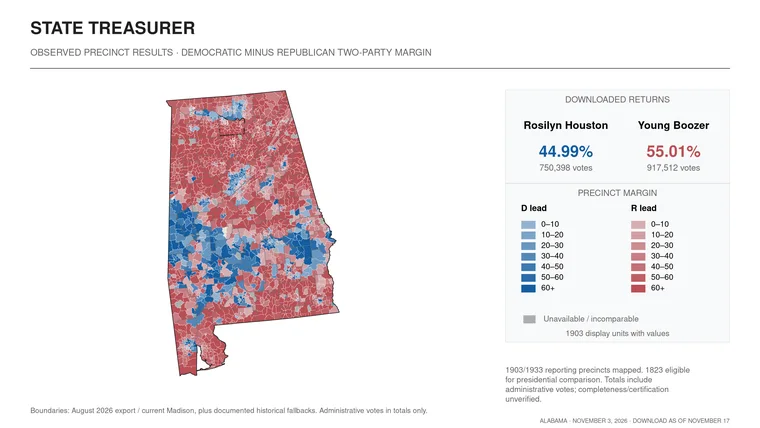 STATE TREASURER
OBSERVED PRECINCT RESULTS · DEMOCRATIC MINUS REPUBLICAN TWO-PARTY MARGIN
DOWNLOADED RETURNS
Rosilyn Houston Young Boozer
44.99% 55.01%
750,398 votes 917,512 votes
PRECINCT MARGIN
D lead R lead
0–10 0–10
10–20 10–20
20–30 20–30
30–40 30–40
40–50 40–50
50–60 50–60
60+ 60+
Unavailable / incomparable
1903 display units with values
1903/1933 reporting precincts mapped. 1823 eligible
for presidential comparison. Totals include
administrative votes; completeness/certification
unverified.
Boundaries: August 2026 export / current Madison, plus documented historical fallbacks. Administrative votes in totals only.
ALABAMA · NOVEMBER 3, 2026 · DOWNLOAD AS OF NOVEMBER 17